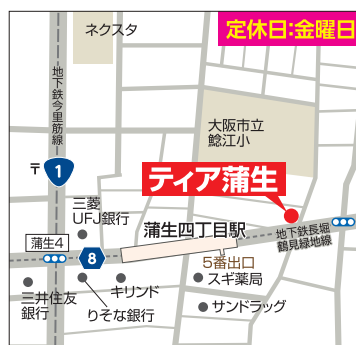 定休日:金曜日
ネクスタ
地下鉄今里筋線
大阪市立
鯰江小
〒
1
ティア蒲生
三菱
UFJ銀行
蒲生四丁目駅
地下鉄長堀
鶴見緑地線
蒲生4
8
5番出口
スギ薬局
三井住友
銀行
りそな銀行
キリンド
サンドラッグ